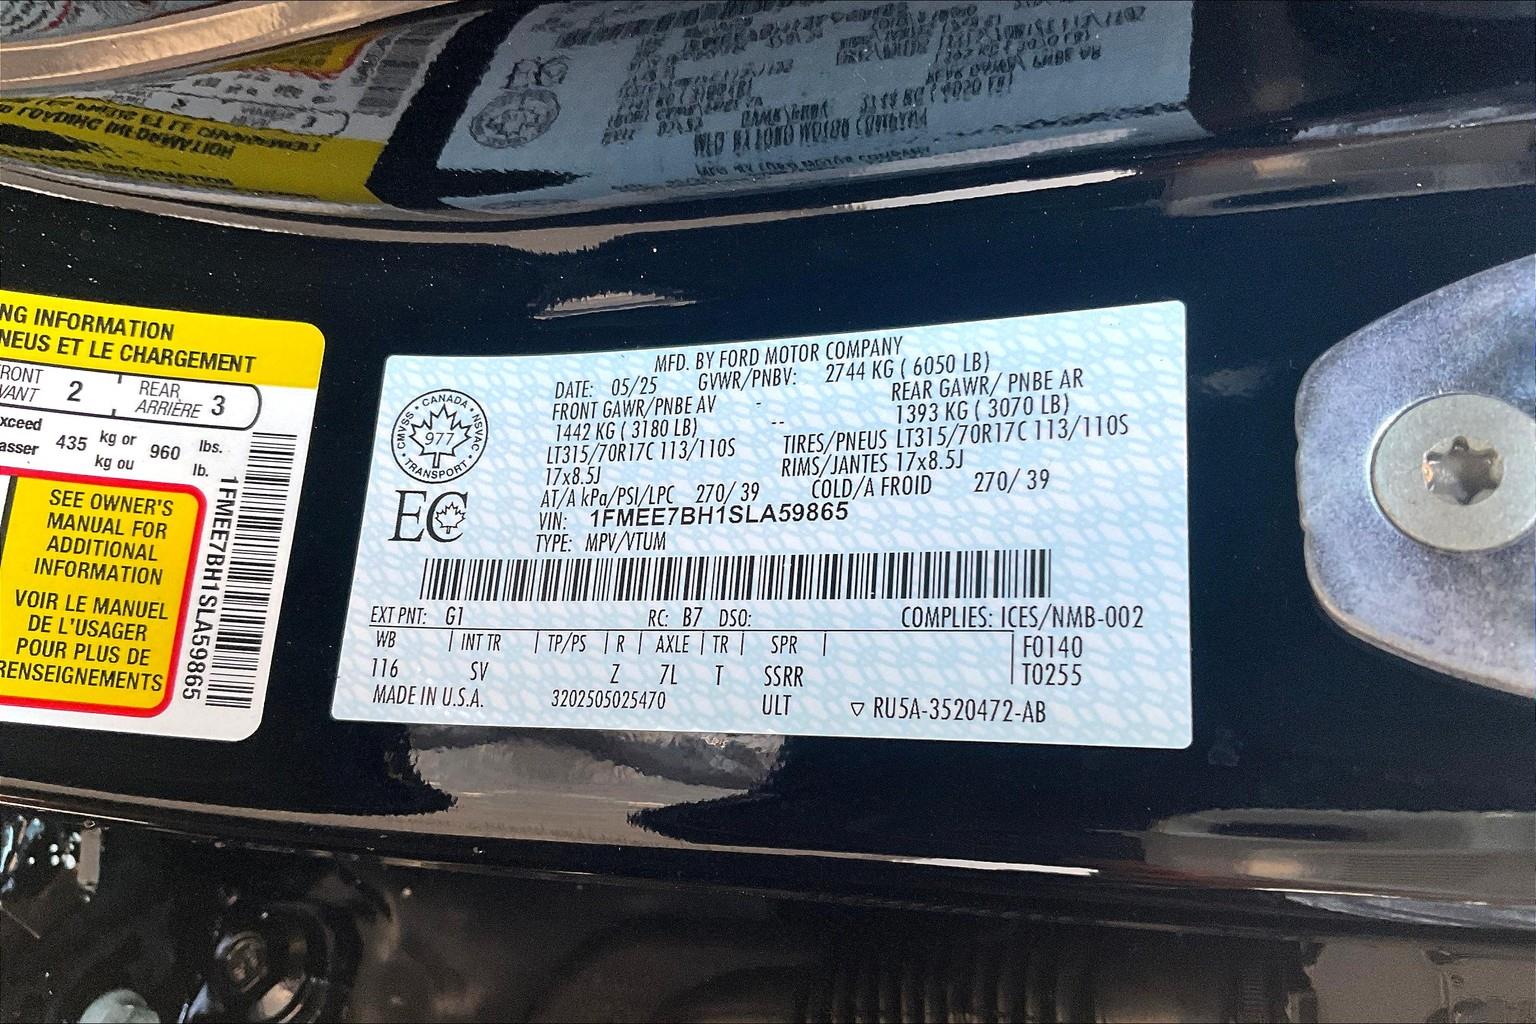 NG INFORMATION
NEUS ET LE CHARGEMENT
RONT
VANT 2
REAR
ARRIÈRE 3
xceed
asser 435 kg or 960 lbs.
kg ou lb.
SEE OWNER'S
MANUAL FOR
ADDITIONAL
INFORMATION
VOIR LE MANUEL
DE L'USAGER
POUR PLUS DE
RENSEIGNEMENTS
1FMEE7BH1SLA59865
MFD. BY FORD MOTOR COMPANY
DATE: 05/25 GVWR/PNBV: 2744 KG ( 6050 LB)
FRONT GAWR/PNBE AV - REAR GAWR/ PNBE AR
1442 KG ( 3180 LB) -- 1393 KG ( 3070 LB)
LT315/70R17C 113/110S TIRES/PNEUS LT315/70R17C 113/110S
17x8.5J RIMS/JANTES 17x8.5J
AT/A kPa/PSI/LPC 270/ 39 COLD/A FROID 270/ 39
VIN: 1FMEE7BH1SLA59865
TYPE: MPV/VTUM
CANADA
CMVSS · NSVAC
977
TRANSPORT
EC
EXT PNT: G1 RC: B7 DSO: COMPLIES: ICES/NMB-002
WB | INT TR | TP/PS | R | AXLE | TR | SPR | F0140
116 SV Z 7L T SSRR T0255
MADE IN U.S.A. 3202505025470 ULT ▽ RU5A-3520472-AB